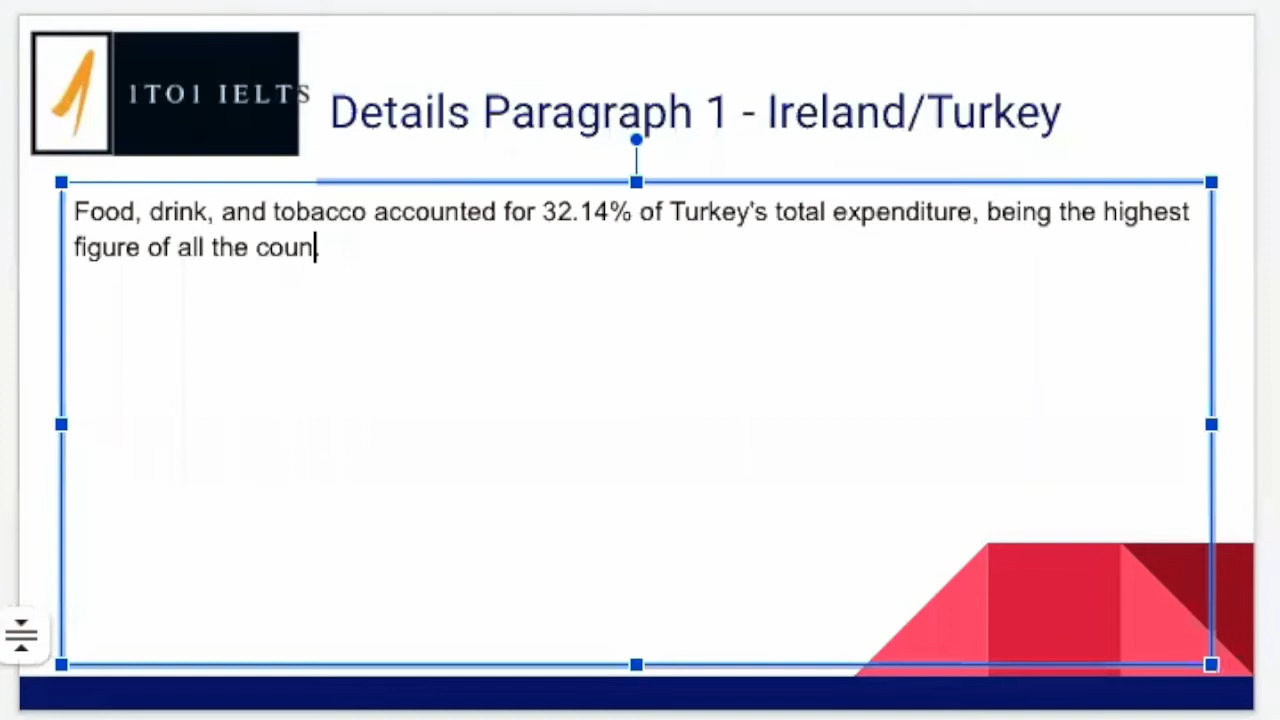 1TO1 IELTS
Details Paragraph 1 - Ireland/Turkey
Food, drink, and tobacco accounted for 32.14% of Turkey's total expenditure, being the highest
figure of all the coun.